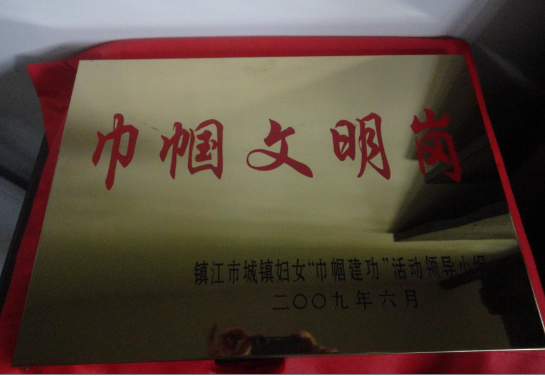 巾帼文明岗
镇江市城镇妇女“巾帼建功”活动领导小组
二〇〇九年六月